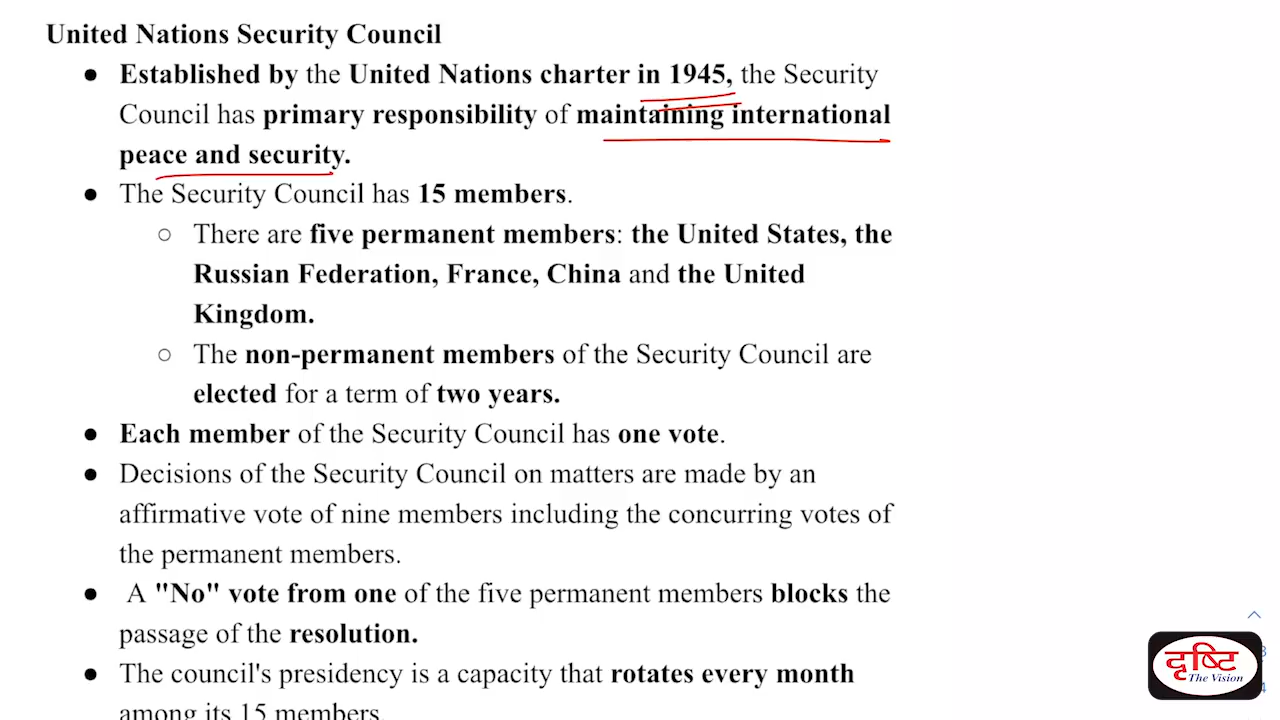 United Nations Security Council
● Established by the United Nations charter in 1945, the Security
Council has primary responsibility of maintaining international
peace and security.
● The Security Council has 15 members.
○ There are five permanent members: the United States, the
Russian Federation, France, China and the United
Kingdom.
○ The non-permanent members of the Security Council are
elected for a term of two years.
● Each member of the Security Council has one vote.
● Decisions of the Security Council on matters are made by an
affirmative vote of nine members including the concurring votes of
the permanent members.
● A "No" vote from one of the five permanent members blocks the
passage of the resolution.
● The council's presidency is a capacity that rotates every month
among its 15 members.
दृष्टि
The Vision
3
4